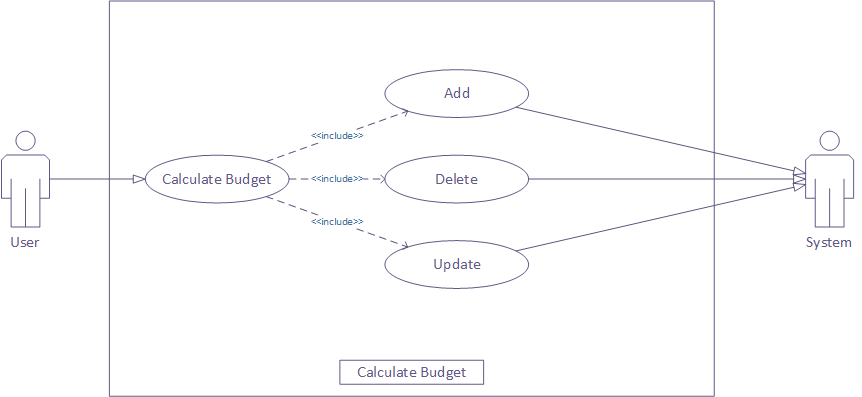 Add
<<include>>
Calculate Budget
<<include>>
Delete
<<include>>
User
System
Update
Calculate Budget